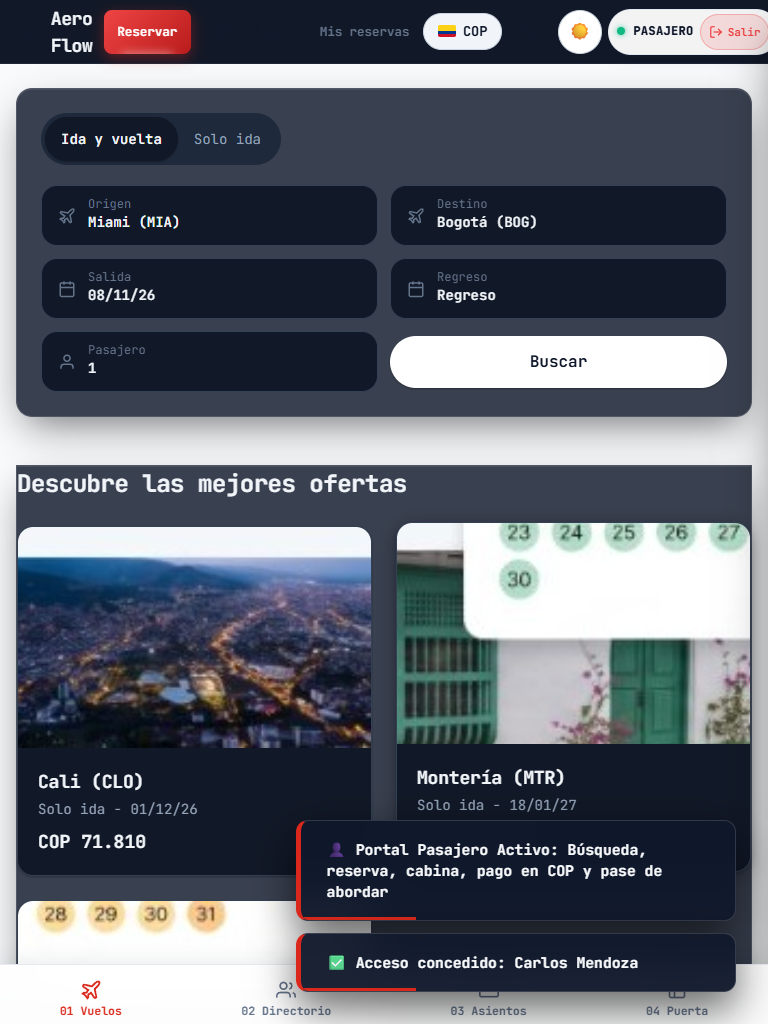 Aero
Flow
Reservar
Mis reservas
COP
PASAJERO
Salir
Ida y vuelta
Solo ida
Origen
Miami (MIA)
Destino
Bogotá (BOG)
Salida
08/11/26
Regreso
Regreso
Pasajero
1
Buscar
Descubre las mejores ofertas
23 24 25 26 27
30
Cali (CLO)
Solo ida - 01/12/26
COP 71.810
Montería (MTR)
Solo ida - 18/01/27
28 29 30 31
Portal Pasajero Activo: Búsqueda,
reserva, cabina, pago en COP y pase de
abordar
Acceso concedido: Carlos Mendoza
01 Vuelos
02 Directorio
03 Asientos
04 Puerta